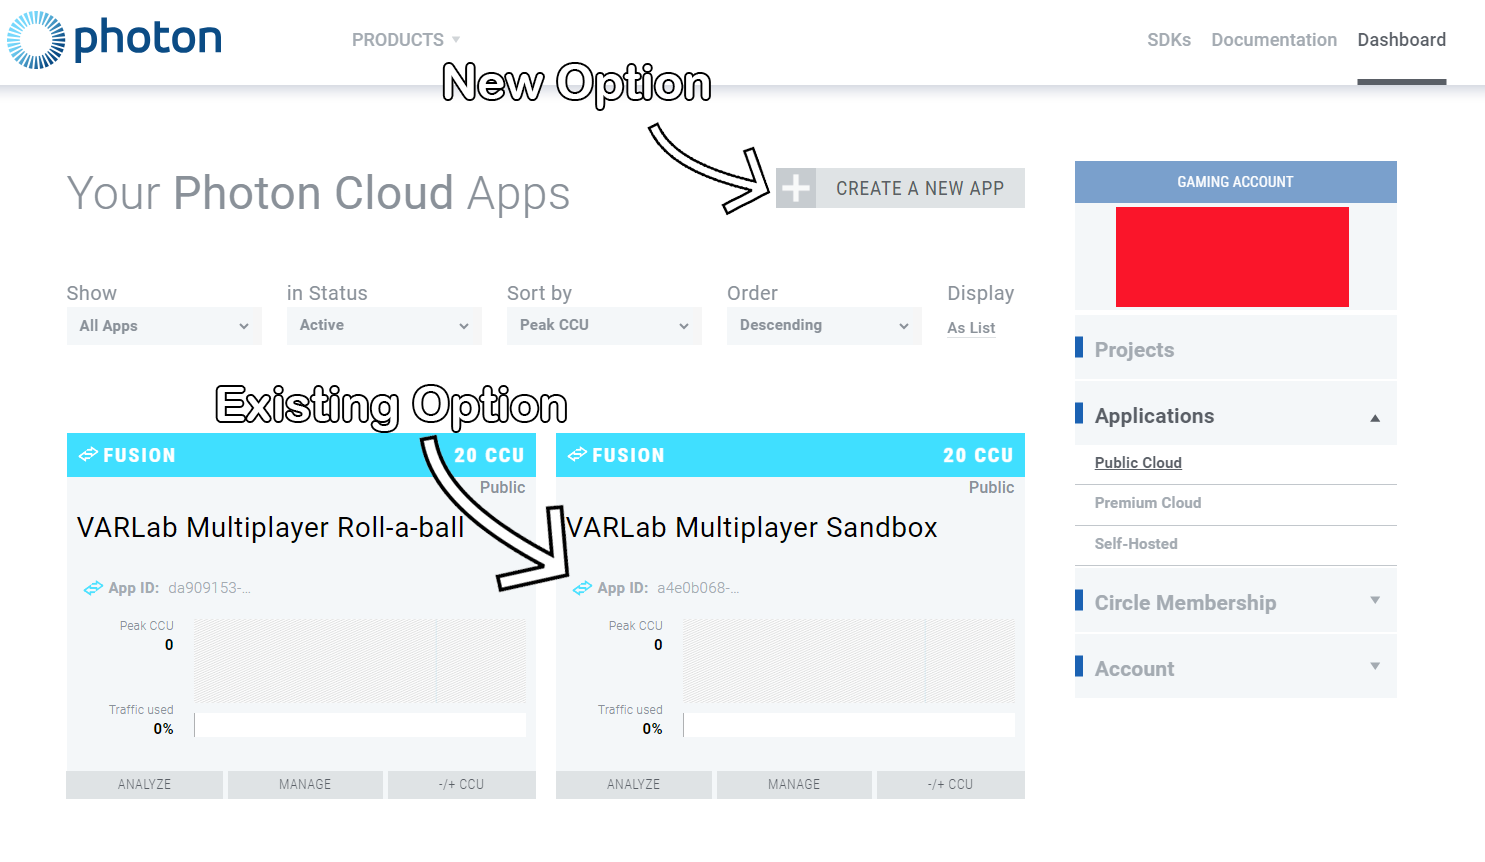 photon
PRODUCTS
SDKs Documentation Dashboard
New Option
Your Photon Cloud Apps
CREATE A NEW APP
GAMING ACCOUNT
Show in Status Sort by Order Display
All Apps Active Peak CCU Descending As List
Projects
Applications
Public Cloud
Premium Cloud
Self-Hosted
Circle Membership
Account
Existing Option
FUSION 20 CCU
Public
VARLab Multiplayer Roll-a-ball
App ID: da909153-...
Peak CCU
0
Traffic used
0%
ANALYZE MANAGE -/+ CCU
FUSION 20 CCU
Public
VARLab Multiplayer Sandbox
App ID: a4e0b068-...
Peak CCU
0
Traffic used
0%
ANALYZE MANAGE -/+ CCU